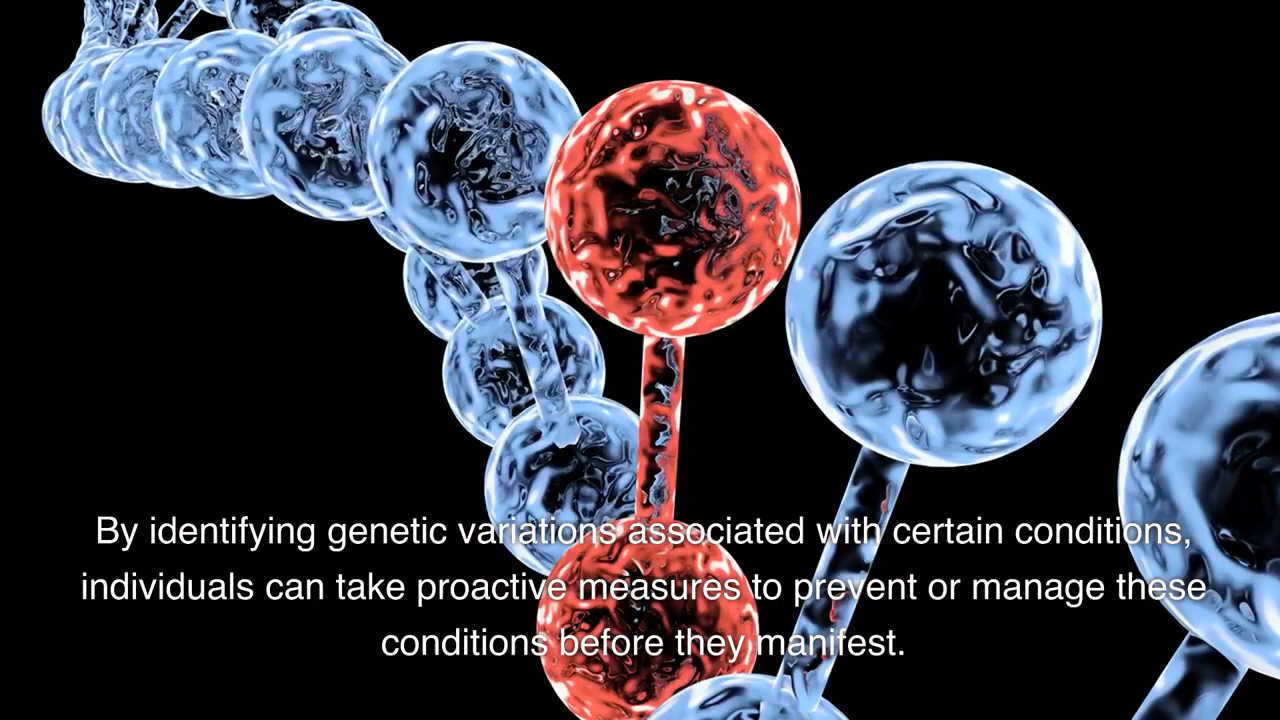 By identifying genetic variations associated with certain conditions,
individuals can take proactive measures to prevent or manage these
conditions before they manifest.